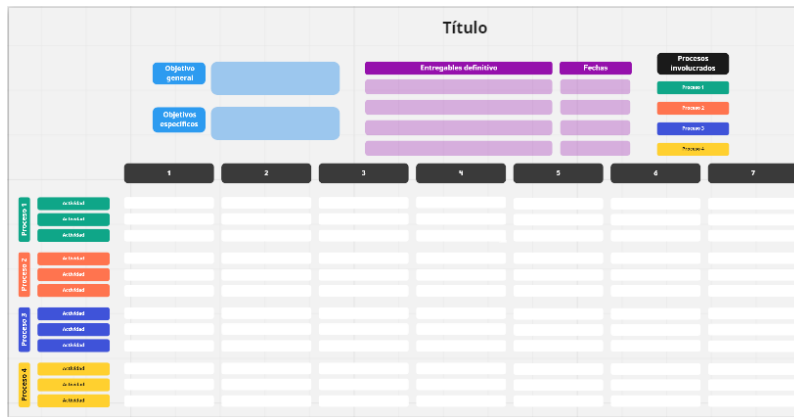 Título
Objetivo
general
Objetivos
específicos
Entregables definitivo
Fechas
Procesos
involucrados
Proceso 1
Proceso 2
Proceso 3
Proceso 4
1
2
3
4
5
6
7
Proceso 1
Actividad
Actividad
Actividad
Proceso 2
Actividad
Actividad
Actividad
Proceso 3
Actividad
Actividad
Actividad
Proceso 4
Actividad
Actividad
Actividad